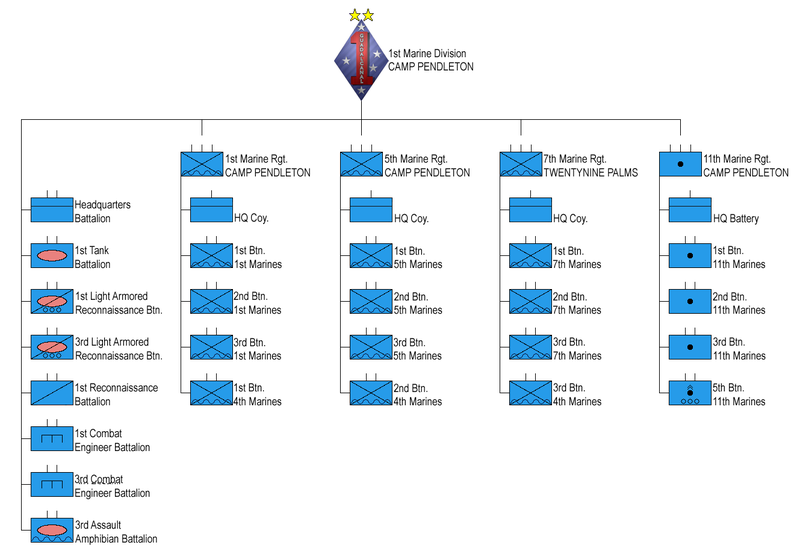 GUADALCANAL
1
1st Marine Division
CAMP PENDLETON
1st Marine Rgt.
CAMP PENDLETON
5th Marine Rgt.
CAMP PENDLETON
7th Marine Rgt.
TWENTYNINE PALMS
11th Marine Rgt.
CAMP PENDLETON
Headquarters
Battalion
1st Tank
Battalion
1st Light Armored
Reconnaissance Btn.
3rd Light Armored
Reconnaissance Btn.
1st Reconnaissance
Battalion
1st Combat
Engineer Battalion
3rd Combat
Engineer Battalion
3rd Assault
Amphibian Battalion
HQ Coy.
1st Btn.
1st Marines
2nd Btn.
1st Marines
3rd Btn.
1st Marines
1st Btn.
4th Marines
HQ Coy.
1st Btn.
5th Marines
2nd Btn.
5th Marines
3rd Btn.
5th Marines
2nd Btn.
4th Marines
HQ Coy.
1st Btn.
7th Marines
2nd Btn.
7th Marines
3rd Btn.
7th Marines
3rd Btn.
4th Marines
HQ Battery
1st Btn.
11th Marines
2nd Btn.
11th Marines
3rd Btn.
11th Marines
5th Btn.
11th Marines